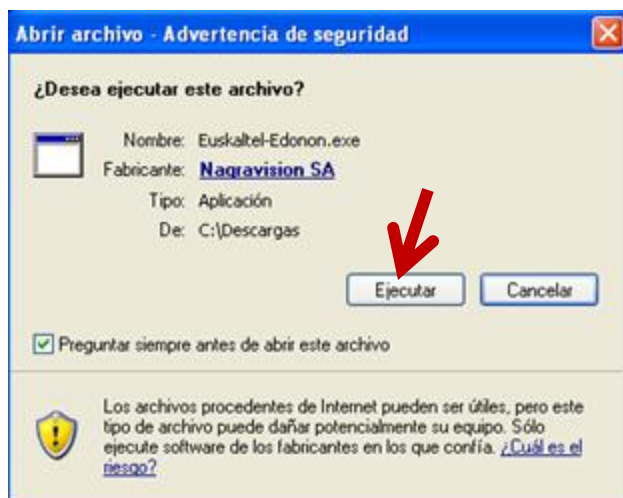 Abrir archivo - Advertencia de seguridad
¿Desea ejecutar este archivo?
Nombre: Euskaltel-Edonon.exe
Fabricante: Nagravision SA
Tipo: Aplicación
De: C:\Descargas
Ejecutar Cancelar
Preguntar siempre antes de abrir este archivo
Los archivos procedentes de Internet pueden ser útiles, pero este
tipo de archivo puede dañar potencialmente su equipo. Sólo
ejecute software de los fabricantes en los que confía. ¿Cuál es el
riesgo?